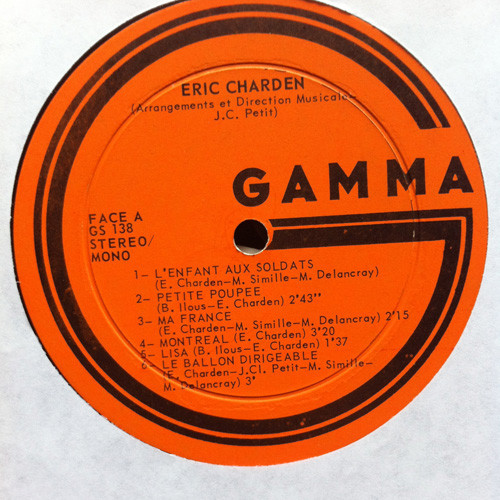 ERIC CHARDEN
(Arrangements et Direction Musicale-
J.C. Petit)
GAMMA
FACE A
GS 138
STEREO/
MONO
1- L'ENFANT AUX SOLDATS
(E. Charden-M. Simille-M. Delancray)
2- PETITE POUPEE
(B. Ilous-E. Charden) 2'43''
3- MA FRANCE
(E. Charden-M. Simille-M. Delancray) 2'15
4- MONTREAL (E. Charden) 3'20
5- LISA (B. Ilous-E. Charden) 1'37
6- LE BALLON DIRIGEABLE
(E. Charden-J.Cl. Petit-M. Simille-
M. Delancray) 3'